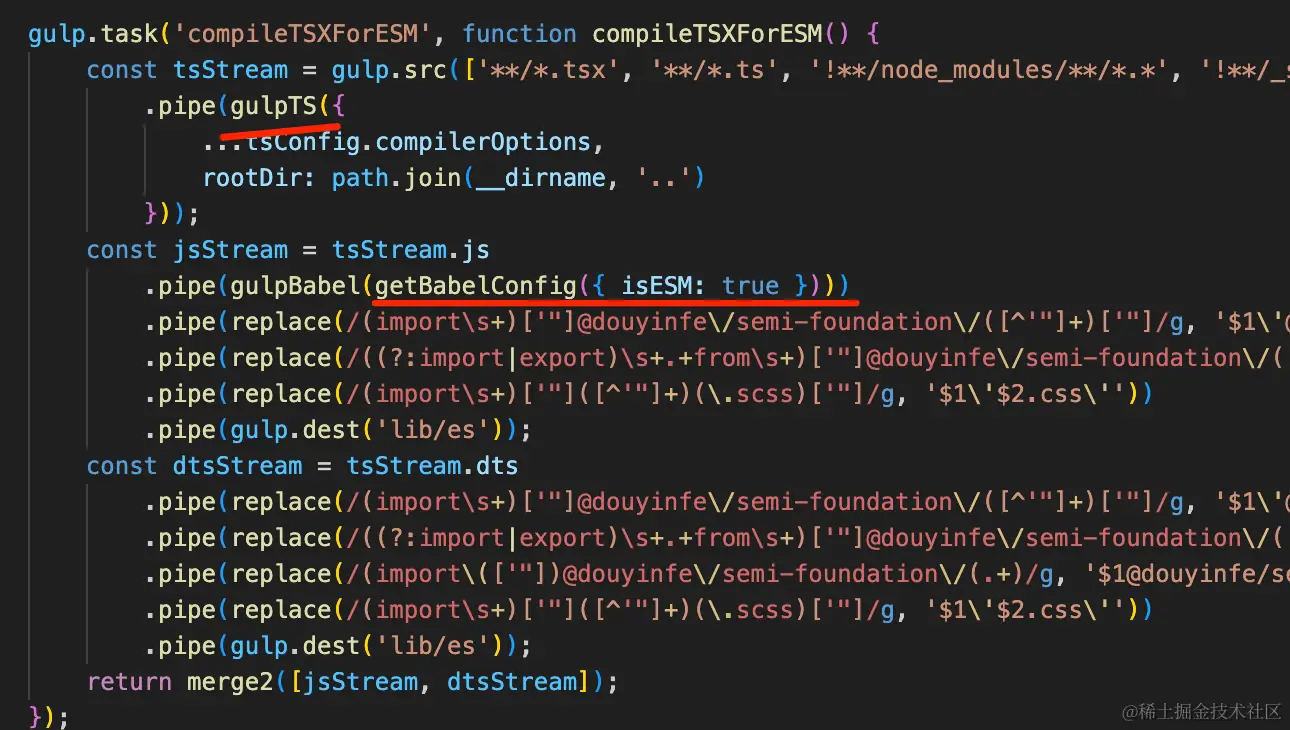 gulp.task('compileTSXForESM', function compileTSXForESM() {
    const tsStream = gulp.src(['**/*.tsx', '**/*.ts', '!**/node_modules/**/*.*', '!**/_s
        .pipe(gulpTS({
            ...tsConfig.compilerOptions,
            rootDir: path.join(__dirname, '..')
        }));
    const jsStream = tsStream.js
        .pipe(gulpBabel(getBabelConfig({ isESM: true })))
        .pipe(replace(/(import\s+)['"]@douyinfe\/semi-foundation\/([^'"]+)['"]/g, '$1\'@
        .pipe(replace(/((?:import|export)\s+.+from\s+)['"]@douyinfe\/semi-foundation\/(
        .pipe(replace(/(import\s+)['"]([^'"]+)(\.scss)['"]/g, '$1\'$2.css\''))
        .pipe(gulp.dest('lib/es'));
    const dtsStream = tsStream.dts
        .pipe(replace(/(import\s+)['"]@douyinfe\/semi-foundation\/([^'"]+)['"]/g, '$1\'@
        .pipe(replace(/((?:import|export)\s+.+from\s+)['"]@douyinfe\/semi-foundation\/(
        .pipe(replace(/(import\(['"])@douyinfe\/semi-foundation\/(.+)/g, '$1@douyinfe/se
        .pipe(replace(/(import\s+)['"]([^'"]+)(\.scss)['"]/g, '$1\'$2.css\''))
        .pipe(gulp.dest('lib/es'));
    return merge2([jsStream, dtsStream]);
});
@稀土掘金技术社区